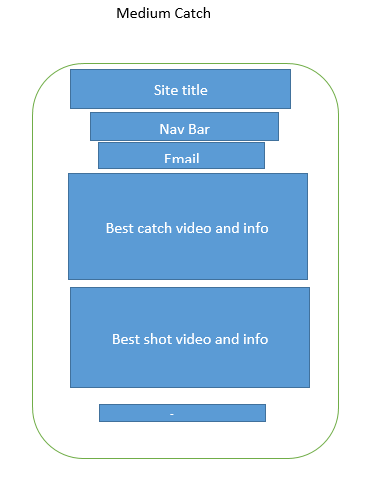 Medium Catch
Site title
Nav Bar
Email
Best catch video and info
Best shot video and info
-